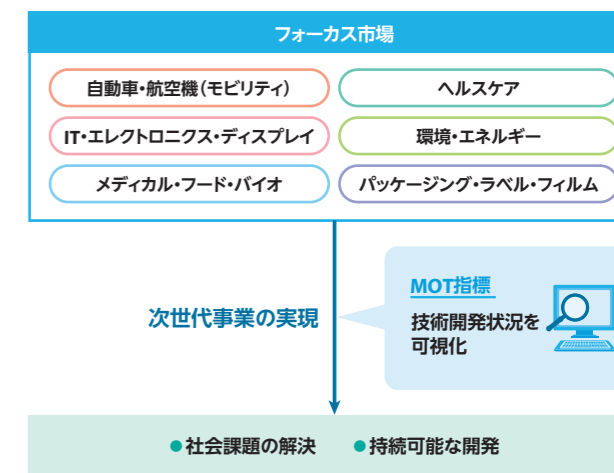 フォーカス市場
自動車・航空機（モビリティ）
ヘルスケア
IT・エレクトロニクス・ディスプレイ
環境・エネルギー
メディカル・フード・バイオ
パッケージング・ラベル・フィルム
次世代事業の実現
MOT指標
技術開発状況を
可視化
●社会課題の解決 ●持続可能な開発